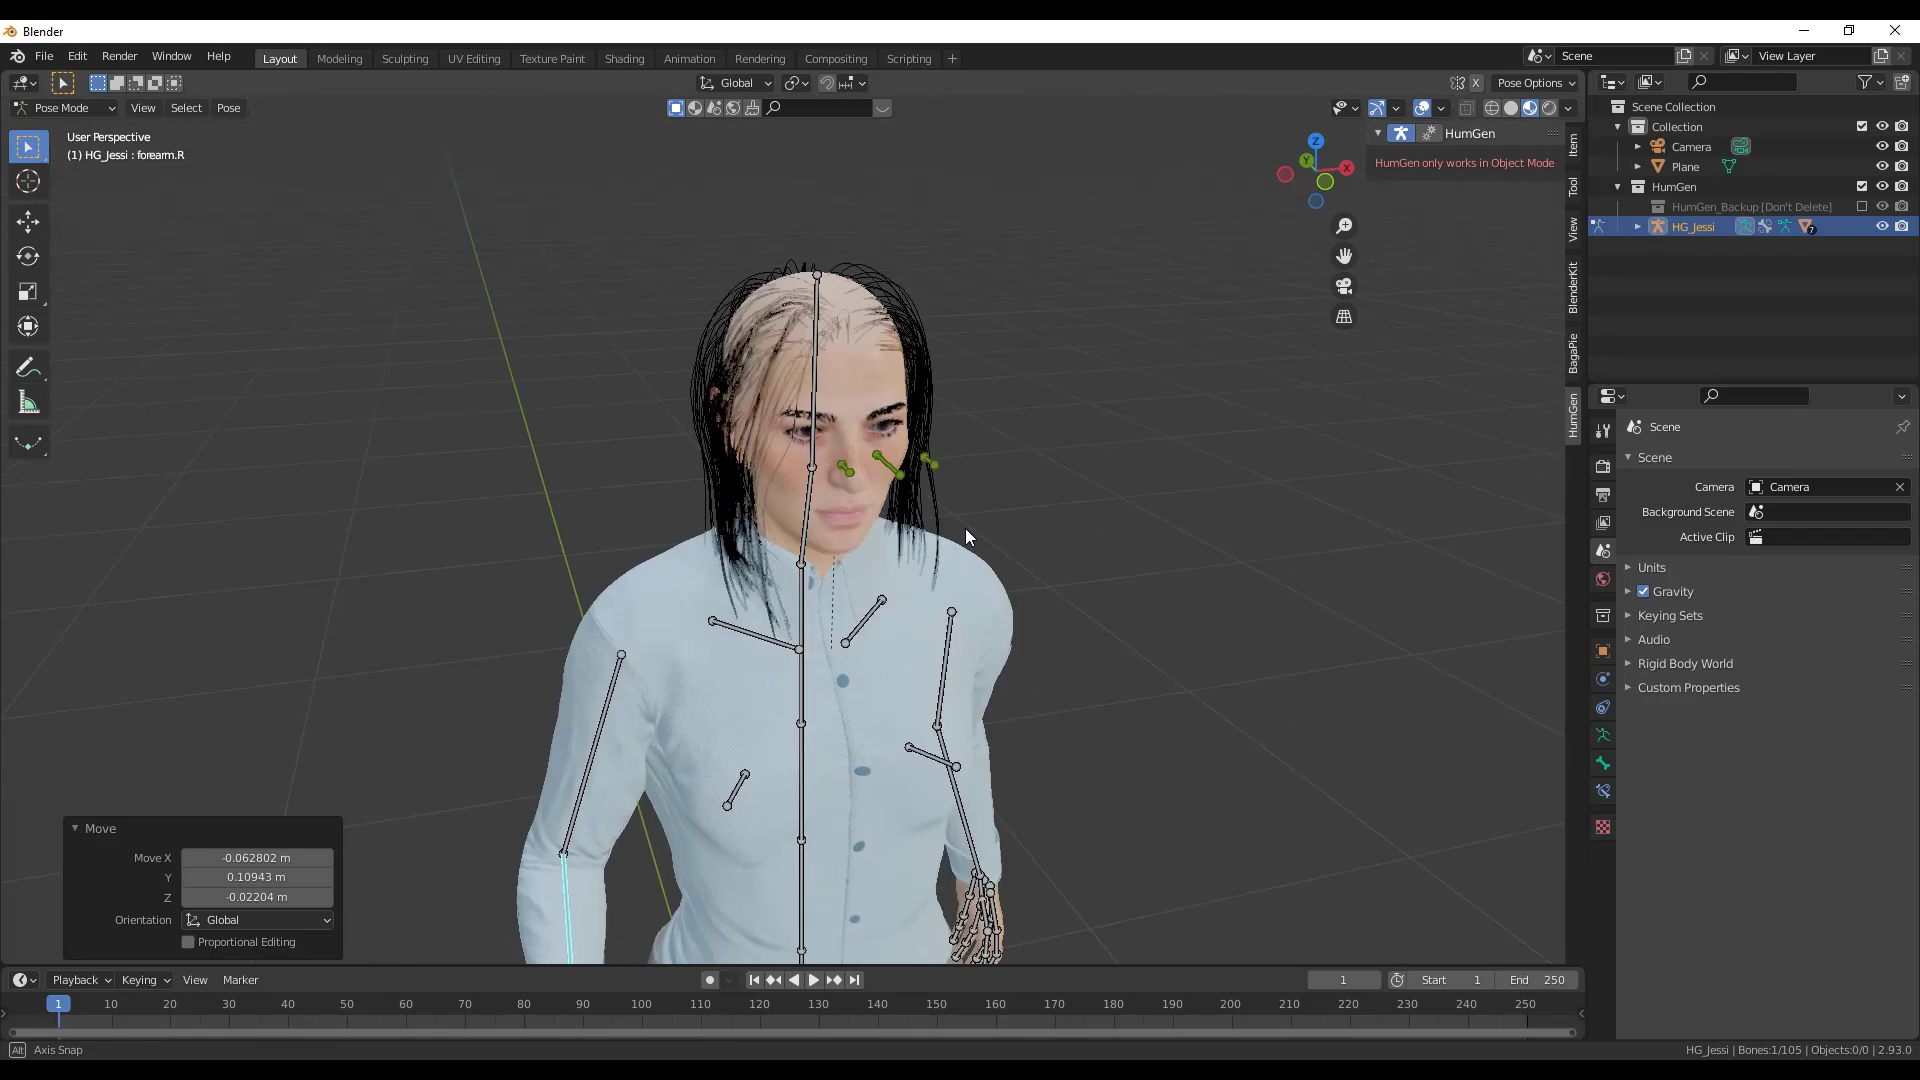 Blender
File Edit Render Window Help
Layout Modeling Sculpting UV Editing Texture Paint Shading Animation Rendering Compositing Scripting +
Scene
View Layer
Global
X
Pose Options
Pose Mode
View Select Pose
User Perspective
(1) HG_Jessi : forearm.R
Z
Y
X
HumGen
HumGen only works in Object Mode
Item
Tool
View
BlenderKit
BagaPie
HumGen
Scene Collection
Collection
Camera
Plane
HumGen
HumGen_Backup [Don't Delete]
HG_Jessi
7
Scene
Scene
Camera
Camera
Background Scene
Active Clip
Units
Gravity
Keying Sets
Audio
Rigid Body World
Custom Properties
Move
Move X -0.062802 m
Y 0.10943 m
Z -0.02204 m
Orientation Global
Proportional Editing
Playback Keying View Marker
1
Start 1
End 250
1 10 20 30 40 50 60 70 80 90 100 110 120 130 140 150 160 170 180 190 200 210 220 230 240 250
Alt Axis Snap
HG_Jessi | Bones:1/105 | Objects:0/0 | 2.93.0